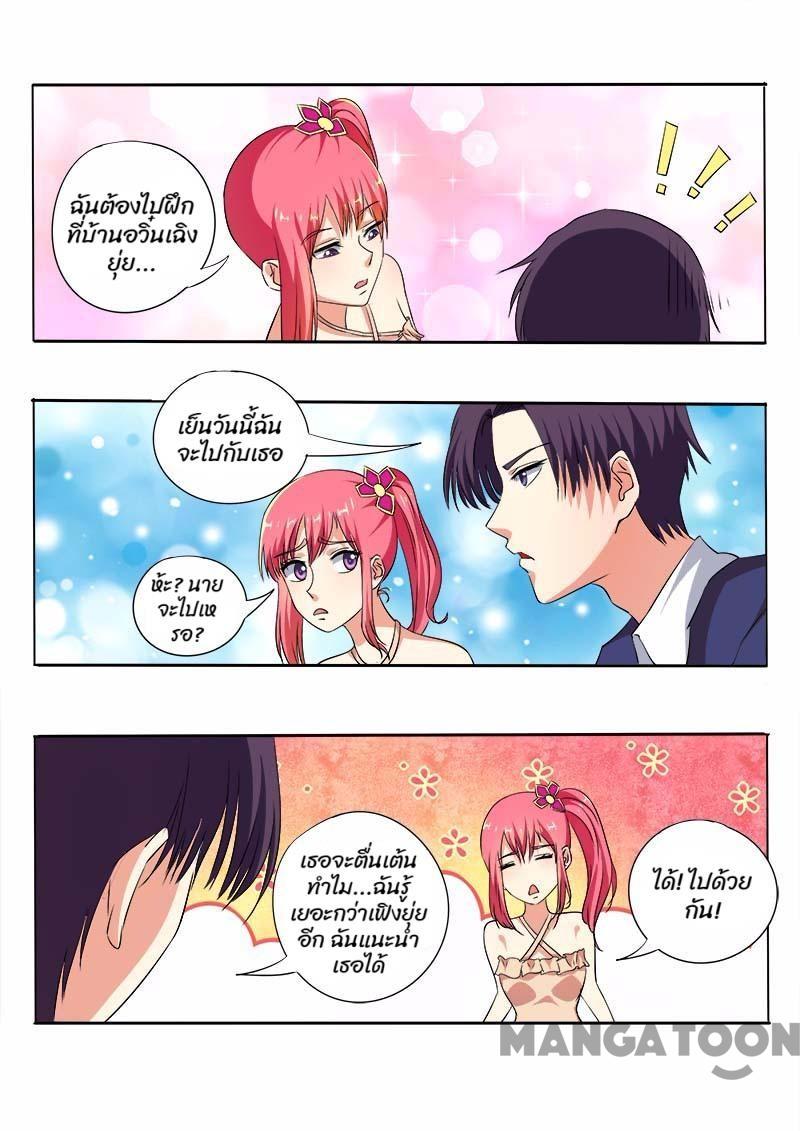 ฉันต้องไปฝึก
ที่บ้านอวิ๋นเฉิง
ยุ่ย...
!!!
เย็นวันนี้ฉัน
จะไปกับเธอ
ห้ะ? นาย
จะไปเห
รอ?
เธอจะตื่นเต้น
ทำไม...ฉันรู้
เยอะกว่าเฟิงยุ่ย
อีก ฉันแนะนำ
เธอได้
ได้! ไปด้วย
กัน!
MANGATOON